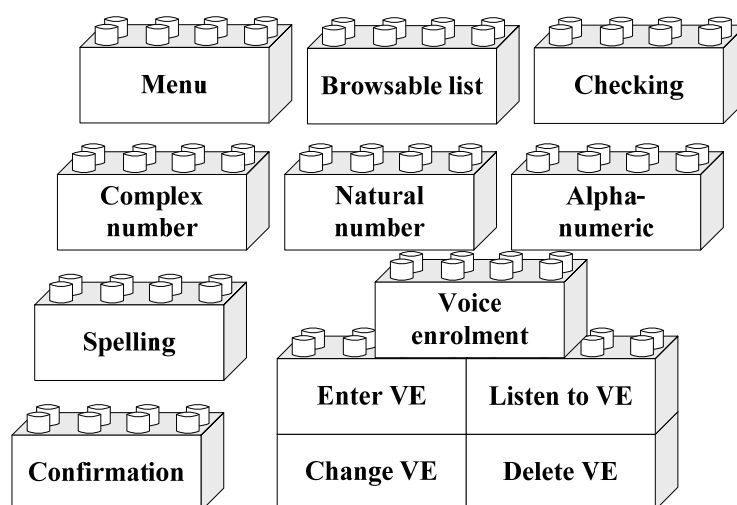 Menu
Browsable list
Checking
Complex
number
Natural
number
Alpha-
numeric
Spelling
Voice
enrolment
Enter VE
Listen to VE
Confirmation
Change VE
Delete VE